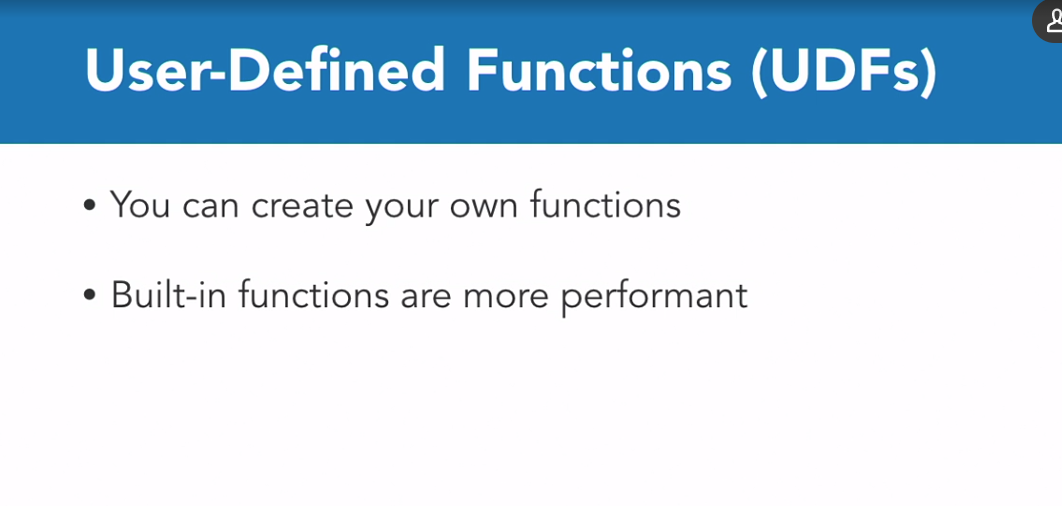 User-Defined Functions (UDFs)
• You can create your own functions
• Built-in functions are more performant